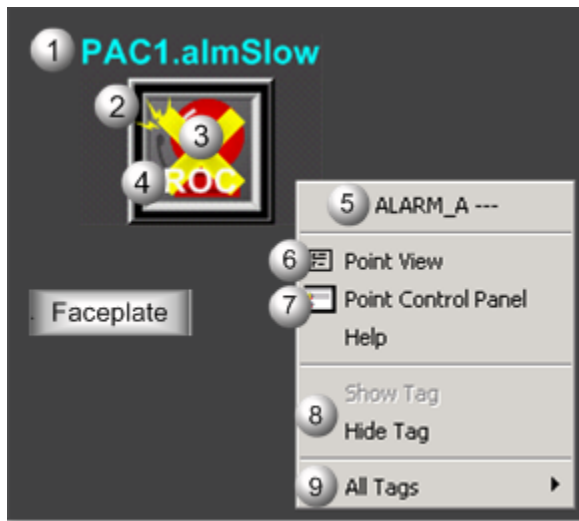 1 PAC1.almSlow
2
3
4 ROC
5 ALARM_A ---
6 Point View
7 Point Control Panel
Help
Faceplate
Show Tag
8
Hide Tag
9 All Tags